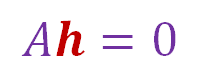 Ah = 0